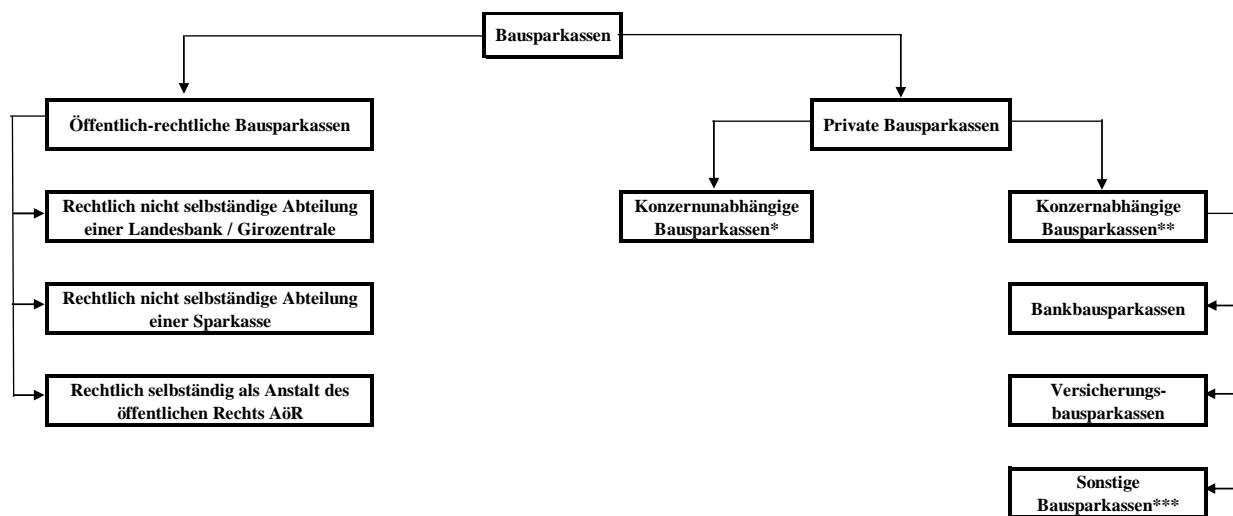 Bausparkassen
Öffentlich-rechtliche Bausparkassen
Private Bausparkassen
Rechtlich nicht selbständige Abteilung
einer Landesbank / Girozentrale
Konzernunabhängige
Bausparkassen*
Konzernabhängige
Bausparkassen**
Rechtlich nicht selbständige Abteilung
einer Sparkasse
Bankbausparkassen
Rechtlich selbständig als Anstalt des
öffentlichen Rechts AöR
Versicherungs-
bausparkassen
Sonstige
Bausparkassen***